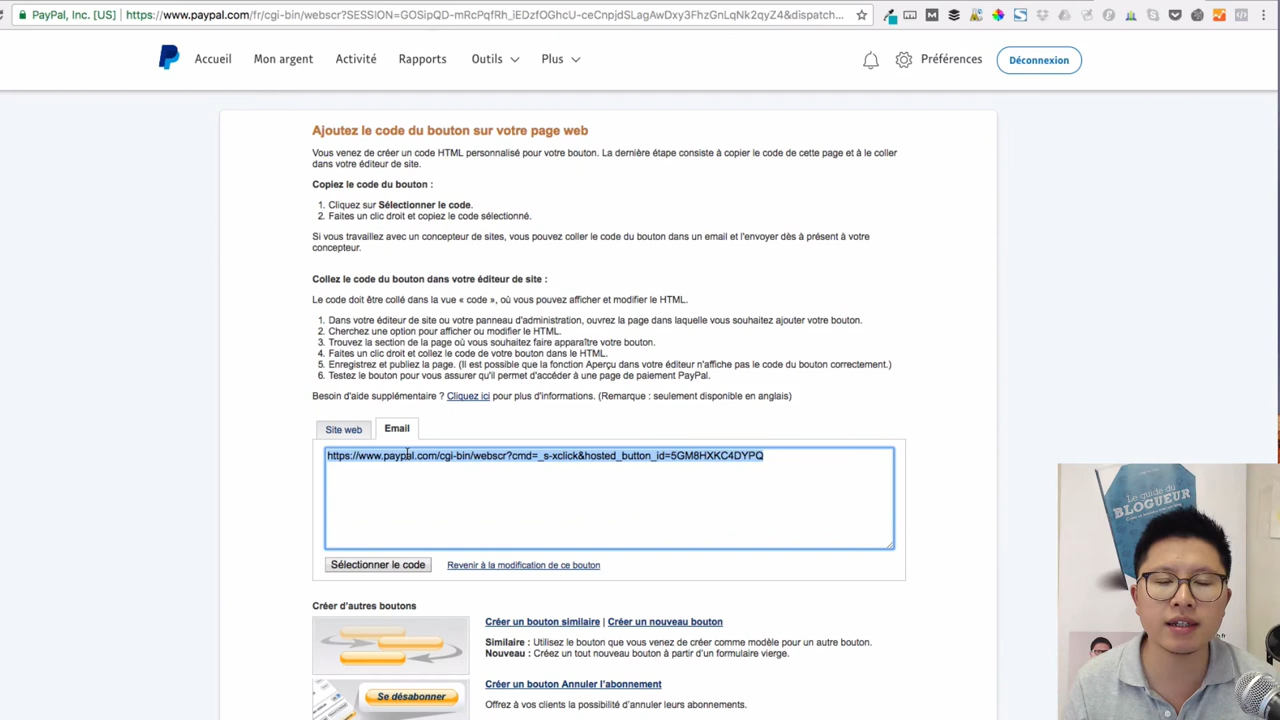 PayPal, Inc. [US] https://www.paypal.com/fr/cgi-bin/webscr?SESSION=GOSipQD-mRcPqfRh_iEDzfOGhcU-ceCnpjdSLagAwDxy3FhzGnLqNk2qyZ4&dispatch...
Accueil Mon argent Activité Rapports Outils Plus Préférences Déconnexion
Ajoutez le code du bouton sur votre page web
Vous venez de créer un code HTML personnalisé pour votre bouton. La dernière étape consiste à copier le code de cette page et à le coller
dans votre éditeur de site.
Copiez le code du bouton :
1. Cliquez sur Sélectionner le code.
2. Faites un clic droit et copiez le code sélectionné.
Si vous travaillez avec un concepteur de sites, vous pouvez coller le code du bouton dans un email et l'envoyer dès à présent à votre
concepteur.
Collez le code du bouton dans votre éditeur de site :
Le code doit être collé dans la vue « code », où vous pouvez afficher et modifier le HTML.
1. Dans votre éditeur de site ou votre panneau d'administration, ouvrez la page dans laquelle vous souhaitez ajouter votre bouton.
2. Cherchez une option pour afficher ou modifier le HTML.
3. Trouvez la section de la page où vous souhaitez faire apparaître votre bouton.
4. Faites un clic droit et collez le code de votre bouton dans le HTML.
5. Enregistrez et publiez la page. (Il est possible que la fonction Aperçu dans votre éditeur n'affiche pas le code du bouton correctement.)
6. Testez le bouton pour vous assurer qu'il permet d'accéder à une page de paiement PayPal.
Besoin d'aide supplémentaire ? Cliquez ici pour plus d'informations. (Remarque : seulement disponible en anglais)
Site web Email
https://www.paypal.com/cgi-bin/webscr?cmd=_s-xclick&hosted_button_id=5GM8HXKC4DYPQ
Sélectionner le code Revenir à la modification de ce bouton
Créer d'autres boutons
Créer un bouton similaire | Créer un nouveau bouton
Similaire : Utilisez le bouton que vous venez de créer comme modèle pour un autre bouton.
Nouveau : Créez un tout nouveau bouton à partir d'un formulaire vierge.
Créer un bouton Annuler l'abonnement
Se désabonner
Offrez à vos clients la possibilité d'annuler leurs abonnements.
Le guide du
BLOGUEUR